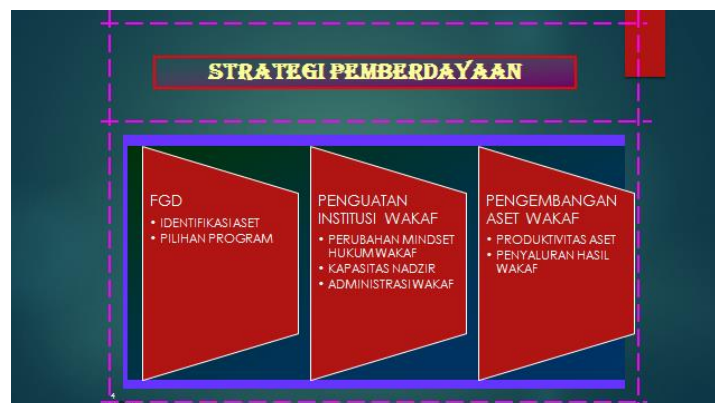 STRATEGI PEMBERDAYAAN
FGD
• IDENTIFIKASI ASET
• PILIHAN PROGRAM
PENGUATAN
INSTITUSI WAKAF
• PERUBAHAN MINDSET
HUKUM WAKAF
• KAPASITAS NADZIR
• ADMINISTRASI WAKAF
PENGEMBANGAN
ASET WAKAF
• PRODUKTIVITAS ASET
• PENYALURAN HASIL
WAKAF
4